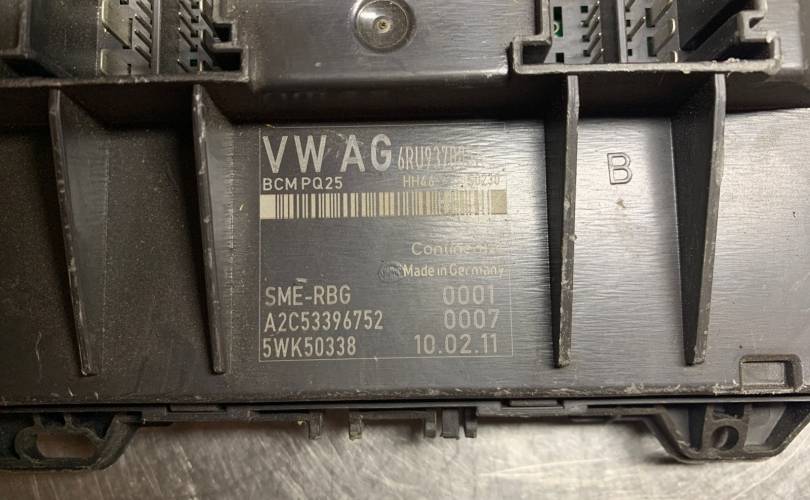 VW AG
B
BCM PQ25
Made in Germany
SME-RBG 0001
A2C53396752 0007
5WK50338 10.02.11